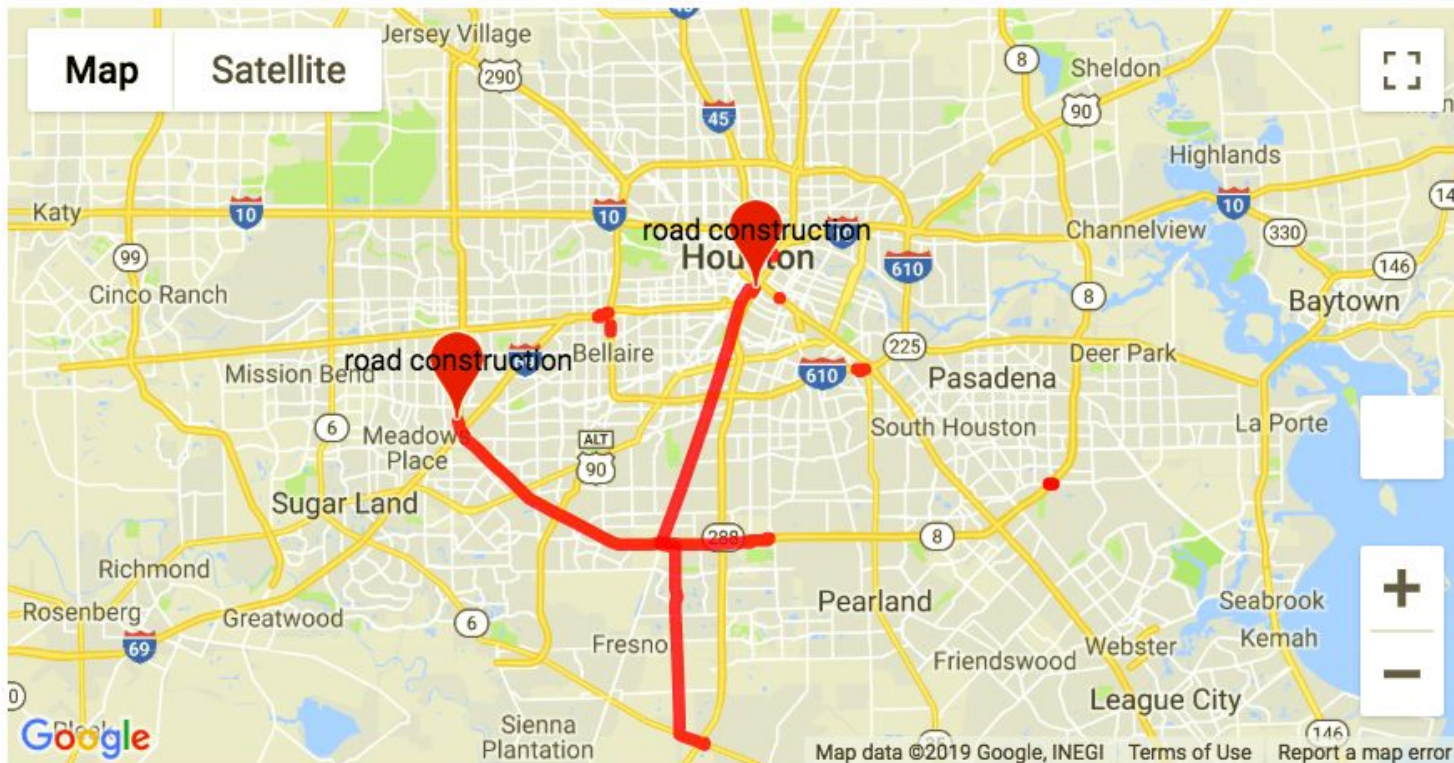 45
Jersey Village
Map
Satellite
290
8
Sheldon
90
45
Highlands
Katy
10
10
10
road construction
Channelview
330
99
Houston
610
146
Cinco Ranch
8
Baytown
225
Bellaire
Deer Park
road construction
Mission Bend
610
Pasadena
6
Meadows
Place
South Houston
La Porte
ALT
90
Sugar Land
288
8
Richmond
Rosenberg
Greatwood
6
Pearland
Seabrook
69
Fresno
Webster
Kemah
Friendswood
League City
Sienna
Plantation
146
Google
Map data ©2019 Google, INEGI
Terms of Use
Report a map error